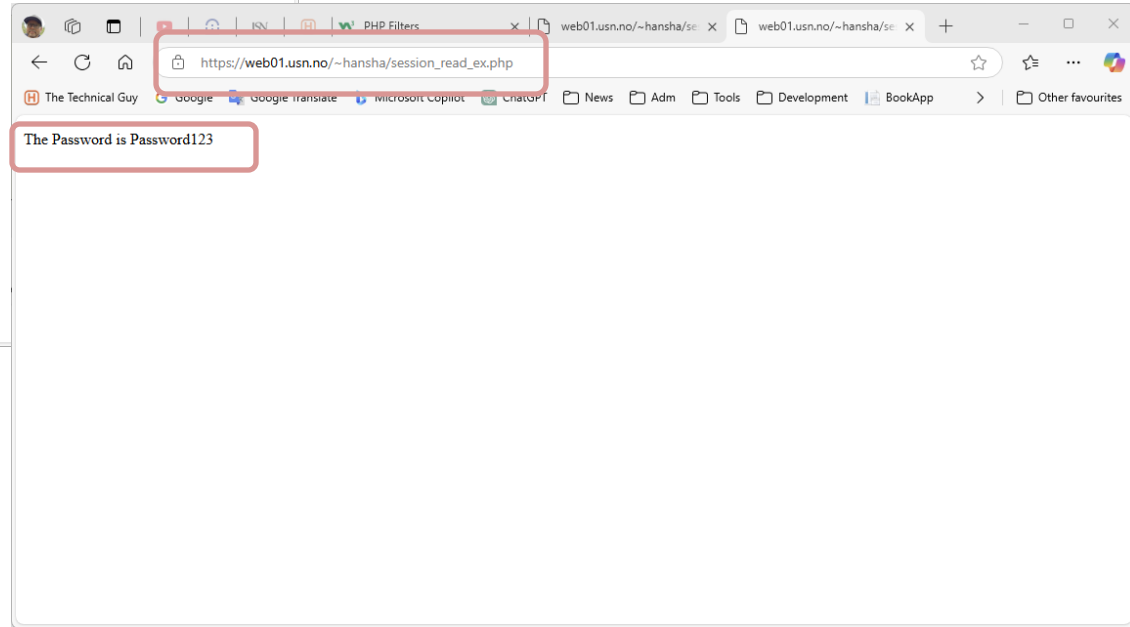 PHP Filters
web01.usn.no/~hansha/se
web01.usn.no/~hansha/se
https://web01.usn.no/~hansha/session_read_ex.php
H The Technical Guy Google Google Translate Microsoft Copilot ChatGPT News Adm Tools Development BookApp Other favourites
The Password is Password123